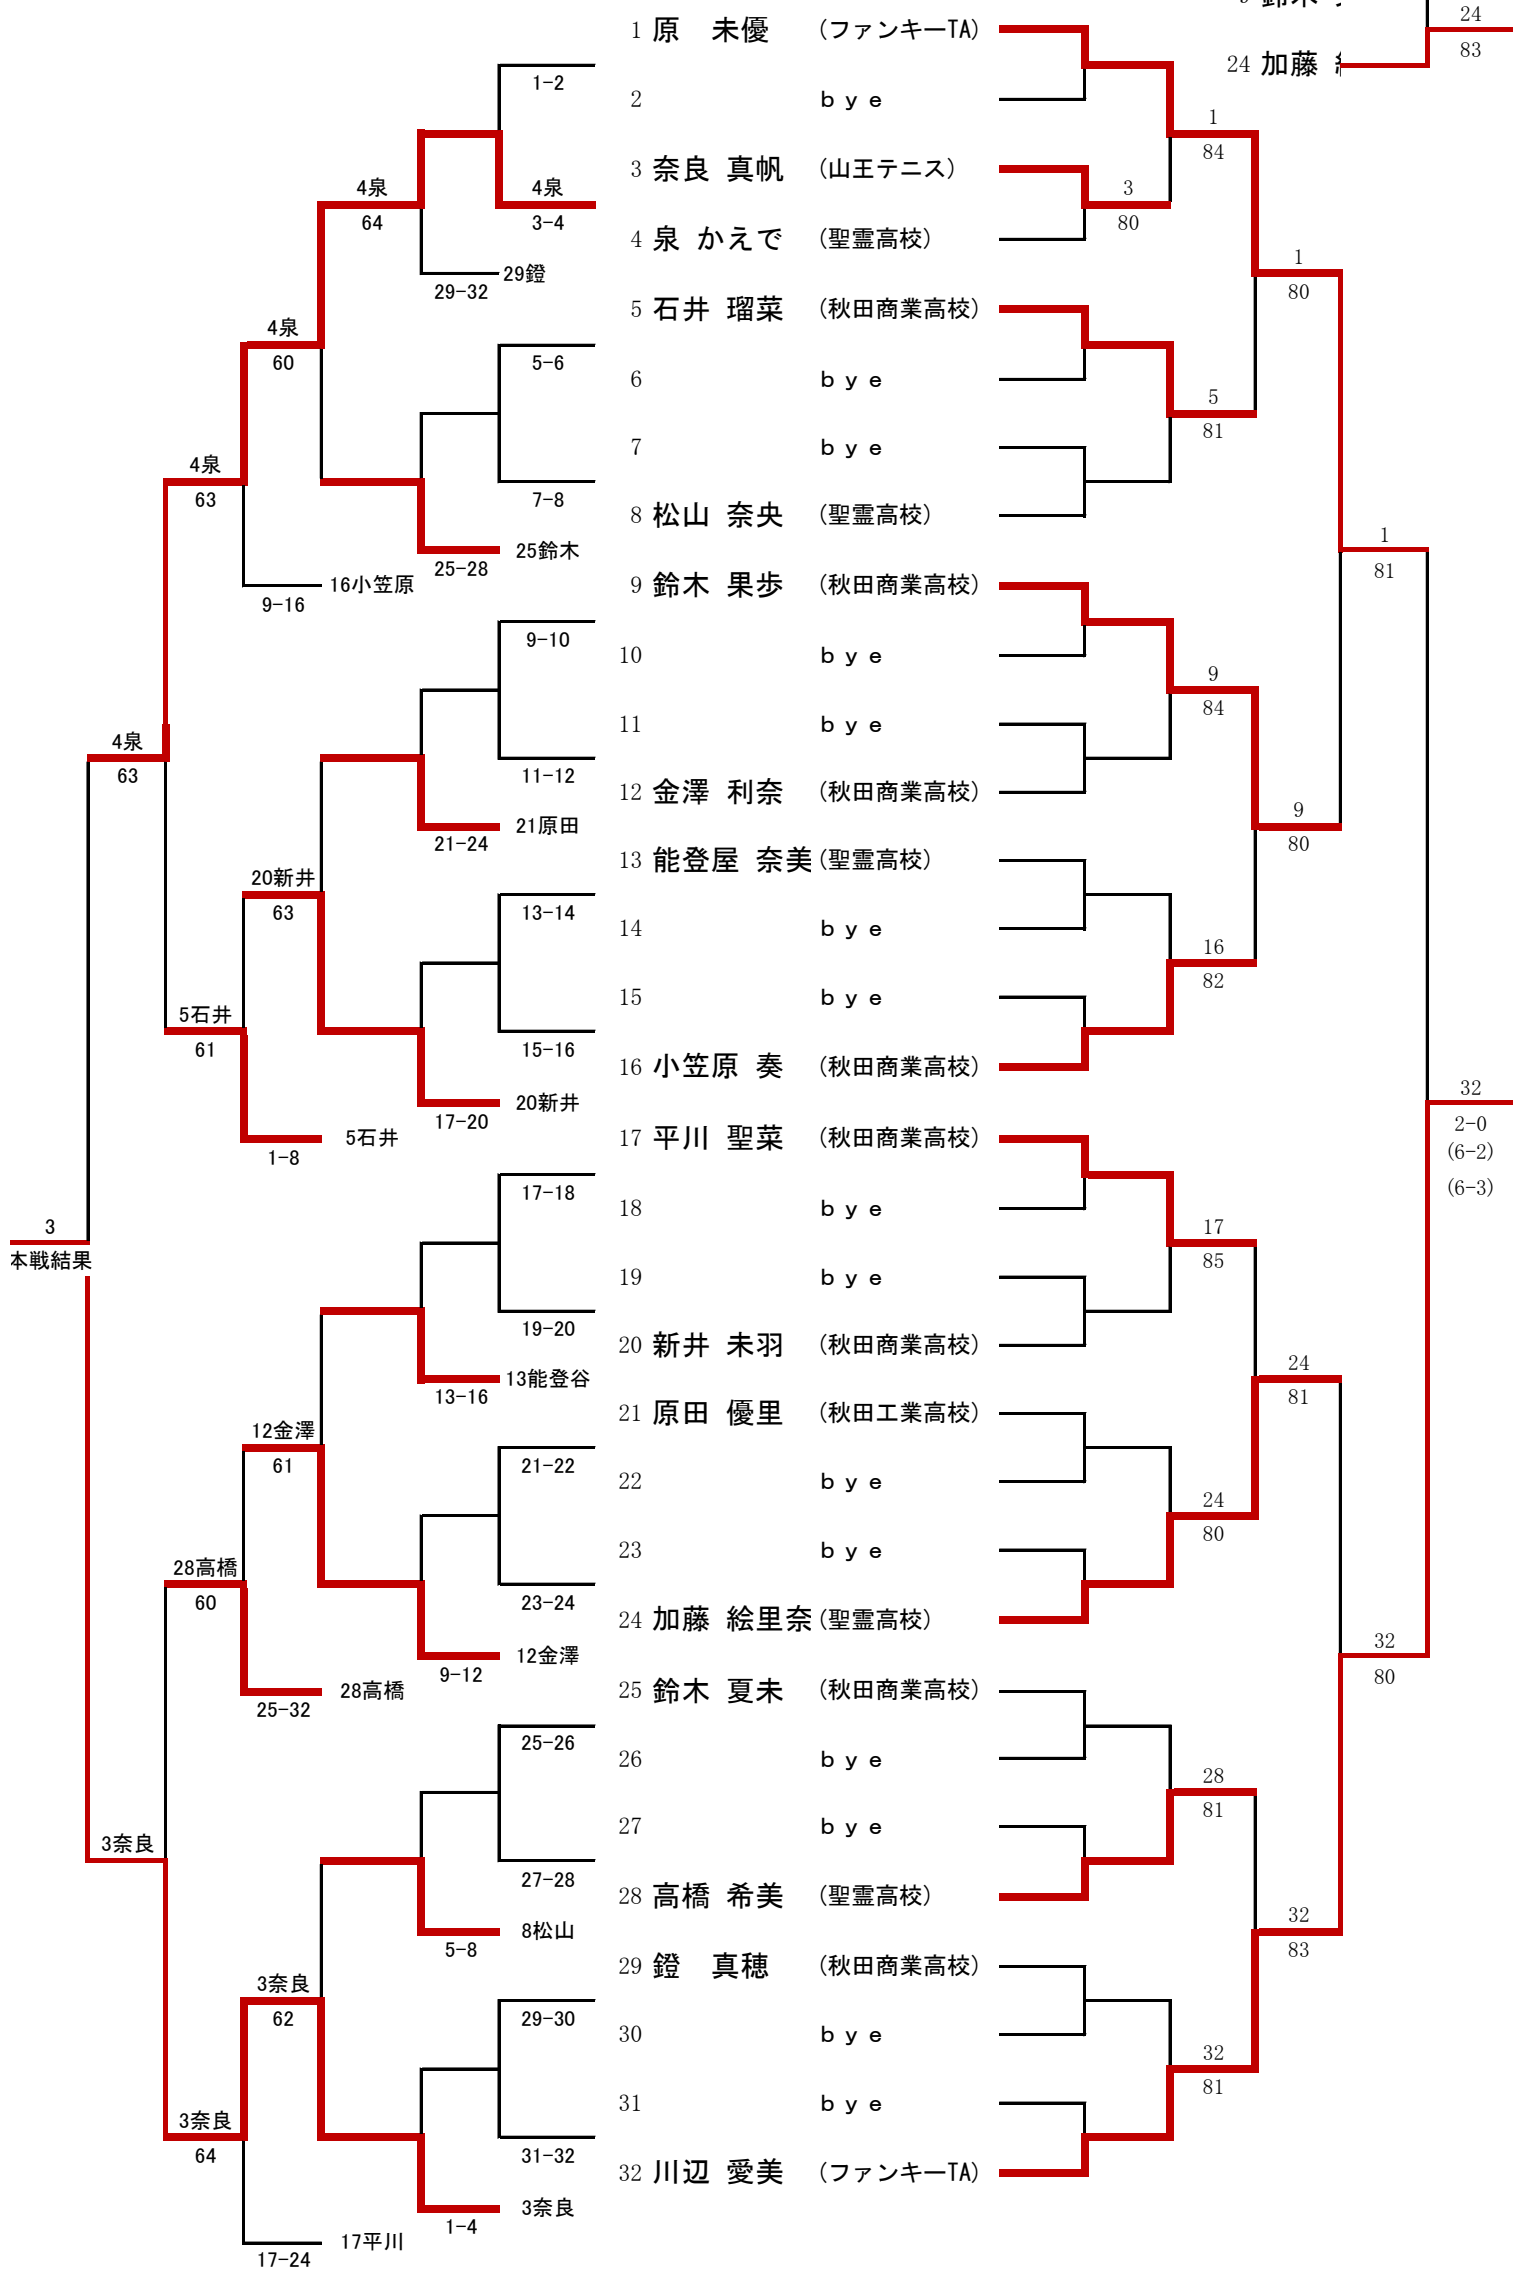 24
83
24 加藤
1 原 未優 (ファンキーTA)
2 bye
3 奈良 真帆 (山王テニス)
4 泉 かえで (聖霊高校)
5 石井 瑠菜 (秋田商業高校)
6 bye
7 bye
8 松山 奈央 (聖霊高校)
9 鈴木 果歩 (秋田商業高校)
10 bye
11 bye
12 金澤 利奈 (秋田商業高校)
13 能登屋 奈美 (聖霊高校)
14 bye
15 bye
16 小笠原 奏 (秋田商業高校)
17 平川 聖菜 (秋田商業高校)
18 bye
19 bye
20 新井 未羽 (秋田商業高校)
21 原田 優里 (秋田工業高校)
22 bye
23 bye
24 加藤 絵里奈 (聖霊高校)
25 鈴木 夏未 (秋田商業高校)
26 bye
27 bye
28 高橋 希美 (聖霊高校)
29 鐙 真穂 (秋田商業高校)
30 bye
31 bye
32 川辺 愛美 (ファンキーTA)
3
80
1
84
5
81
9
84
16
82
17
85
24
80
28
81
32
81
1
80
9
80
24
81
32
83
1
81
32
80
32
2-0
(6-2)
(6-3)
1-2
4泉
3-4
5-6
7-8
9-10
11-12
13-14
15-16
17-18
19-20
21-22
23-24
25-26
27-28
29-30
31-32
4泉
64
29鐙
29-32
25鈴木
25-28
21原田
21-24
20新井
17-20
13能登谷
13-16
12金澤
9-12
8松山
5-8
3奈良
1-4
4泉
60
16小笠原
9-16
20新井
63
5石井
1-8
12金澤
61
28高橋
25-32
3奈良
62
17平川
17-24
4泉
63
5石井
61
28高橋
60
3奈良
64
4泉
63
3奈良
3
本戦結果